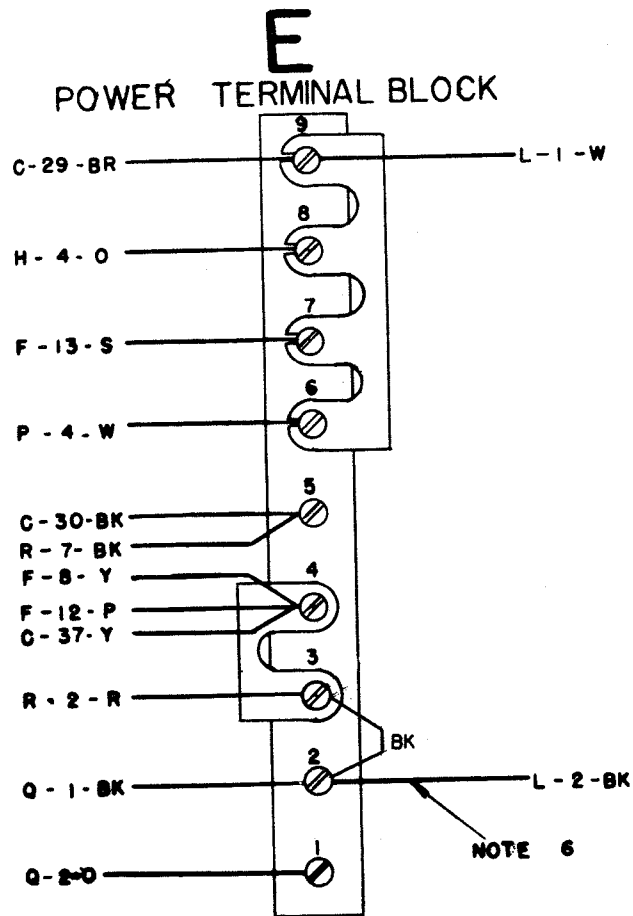 E
POWER TERMINAL BLOCK
9
C-29-BR
L-1-W
8
H-4-O
7
F-13-S
6
P-4-W
5
C-30-BK
R-7-BK
F-8-Y
4
F-12-P
C-37-Y
3
R-2-R
BK
2
Q-1-BK
L-2-BK
NOTE 6
1
Q-2-O